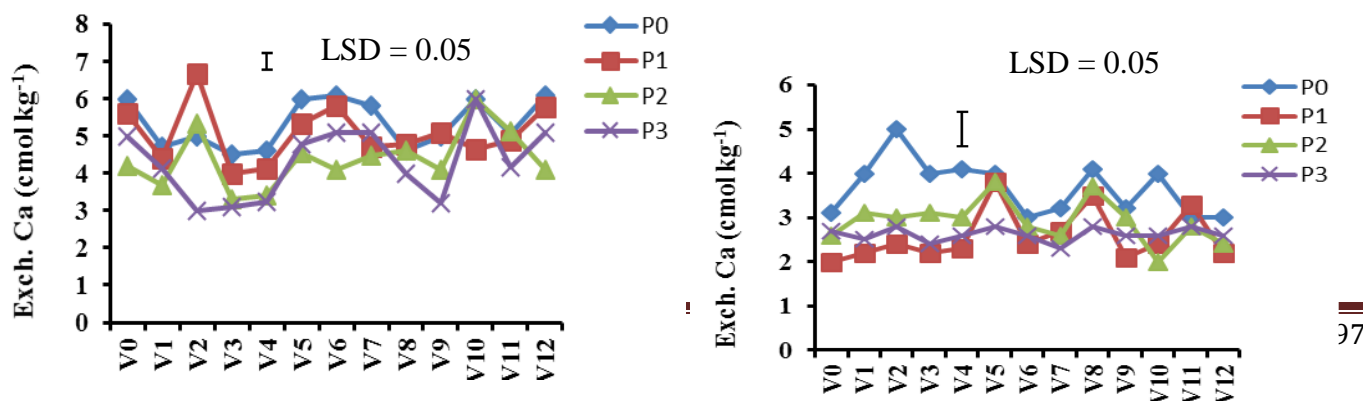 Exch. Ca (cmol kg⁻¹)
8
7
6
5
4
3
2
1
0
LSD = 0.05
P0
P1
P2
P3
V0
V1
V2
V3
V4
V5
V6
V7
V8
V9
V10
V11
V12
Exch. Ca (cmol kg⁻¹)
6
5
4
3
2
1
0
LSD = 0.05
P0
P1
P2
P3
V0
V1
V2
V3
V4
V5
V6
V7
V8
V9
V10
V11
V12
97